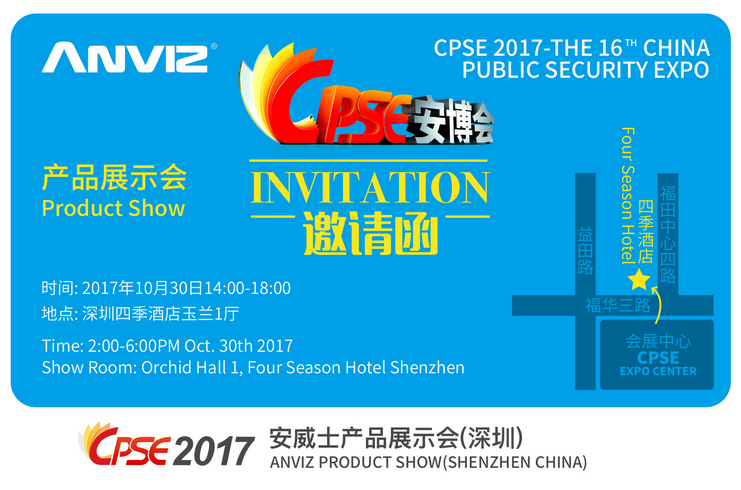 ANVIZ®
CPSE 2017-THE 16TH CHINA
PUBLIC SECURITY EXPO
CPSE安博会
产品展示会
Product Show
INVITATION
邀请函
时间: 2017年10月30日14:00-18:00
地点: 深圳四季酒店玉兰1厅
Time: 2:00-6:00PM Oct. 30th 2017
Show Room: Orchid Hall 1, Four Season Hotel Shenzhen
益田路
Four Season Hotel
四季酒店
福田中心四路
福华三路
会展中心
CPSE
EXPO CENTER
CPSE 2017
安威士产品展示会(深圳)
ANVIZ PRODUCT SHOW(SHENZHEN CHINA)